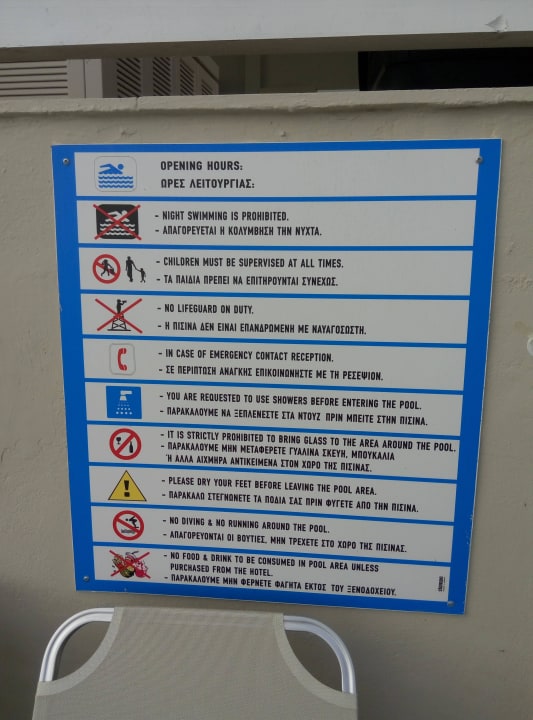 OPENING HOURS:
ΩΡΕΣ ΛΕΙΤΟΥΡΓΙΑΣ:
- NIGHT SWIMMING IS PROHIBITED.
- ΑΠΑΓΟΡΕΥΕΤΑΙ Η ΚΟΛΥΜΒΗΣΗ ΤΗΝ ΝΥΧΤΑ.
- CHILDREN MUST BE SUPERVISED AT ALL TIMES.
- ΤΑ ΠΑΙΔΙΑ ΠΡΕΠΕΙ ΝΑ ΕΠΙΤΗΡΟΥΝΤΑΙ ΣΥΝΕΧΩΣ.
- NO LIFEGUARD ON DUTY.
- Η ΠΙΣΙΝΑ ΔΕΝ ΕΙΝΑΙ ΕΠΑΝΔΡΩΜΕΝΗ ΜΕ ΝΑΥΑΓΟΣΩΣΤΗ.
- IN CASE OF EMERGENCY CONTACT RECEPTION.
- ΣΕ ΠΕΡΙΠΤΩΣΗ ΑΝΑΓΚΗΣ ΕΠΙΚΟΙΝΩΝΗΣΤΕ ΜΕ ΤΗ ΡΕΣΕΨΙΟΝ.
- YOU ARE REQUESTED TO USE SHOWERS BEFORE ENTERING THE POOL.
- ΠΑΡΑΚΑΛΟΥΜΕ ΝΑ ΞΕΠΛΕΝΕΣΤΕ ΣΤΑ ΝΤΟΥΖ ΠΡΙΝ ΜΠΕΙΤΕ ΣΤΗΝ ΠΙΣΙΝΑ.
- IT IS STRICTLY PROHIBITED TO BRING GLASS TO THE AREA AROUND THE POOL.
- ΠΑΡΑΚΑΛΟΥΜΕ ΜΗΝ ΜΕΤΑΦΕΡΕΤΕ ΓΥΑΛΙΝΑ ΣΚΕΥΗ, ΜΠΟΥΚΑΛΙΑ
Ή ΑΛΛΑ ΑΙΧΜΗΡΑ ΑΝΤΙΚΕΙΜΕΝΑ ΣΤΟΝ ΧΩΡΟ ΤΗΣ ΠΙΣΙΝΑΣ.
- PLEASE DRY YOUR FEET BEFORE LEAVING THE POOL AREA.
- ΠΑΡΑΚΑΛΩ ΣΤΕΓΝΩΝΕΤΕ ΤΑ ΠΟΔΙΑ ΣΑΣ ΠΡΙΝ ΦΥΓΕΤΕ ΑΠΟ ΤΗΝ ΠΙΣΙΝΑ.
- NO DIVING & NO RUNNING AROUND THE POOL.
- ΑΠΑΓΟΡΕΥΟΝΤΑΙ ΟΙ ΒΟΥΤΙΕΣ, ΜΗΝ ΤΡΕΧΕΤΕ ΣΤΟ ΧΩΡΟ ΤΗΣ ΠΙΣΙΝΑΣ.
- NO FOOD & DRINK TO BE CONSUMED IN POOL AREA UNLESS
PURCHASED FROM THE HOTEL.
- ΠΑΡΑΚΑΛΟΥΜΕ ΜΗΝ ΦΕΡΝΕΤΕ ΦΑΓΗΤΑ ΕΚΤΟΣ ΤΟΥ ΞΕΝΟΔΟΧΕΙΟΥ.